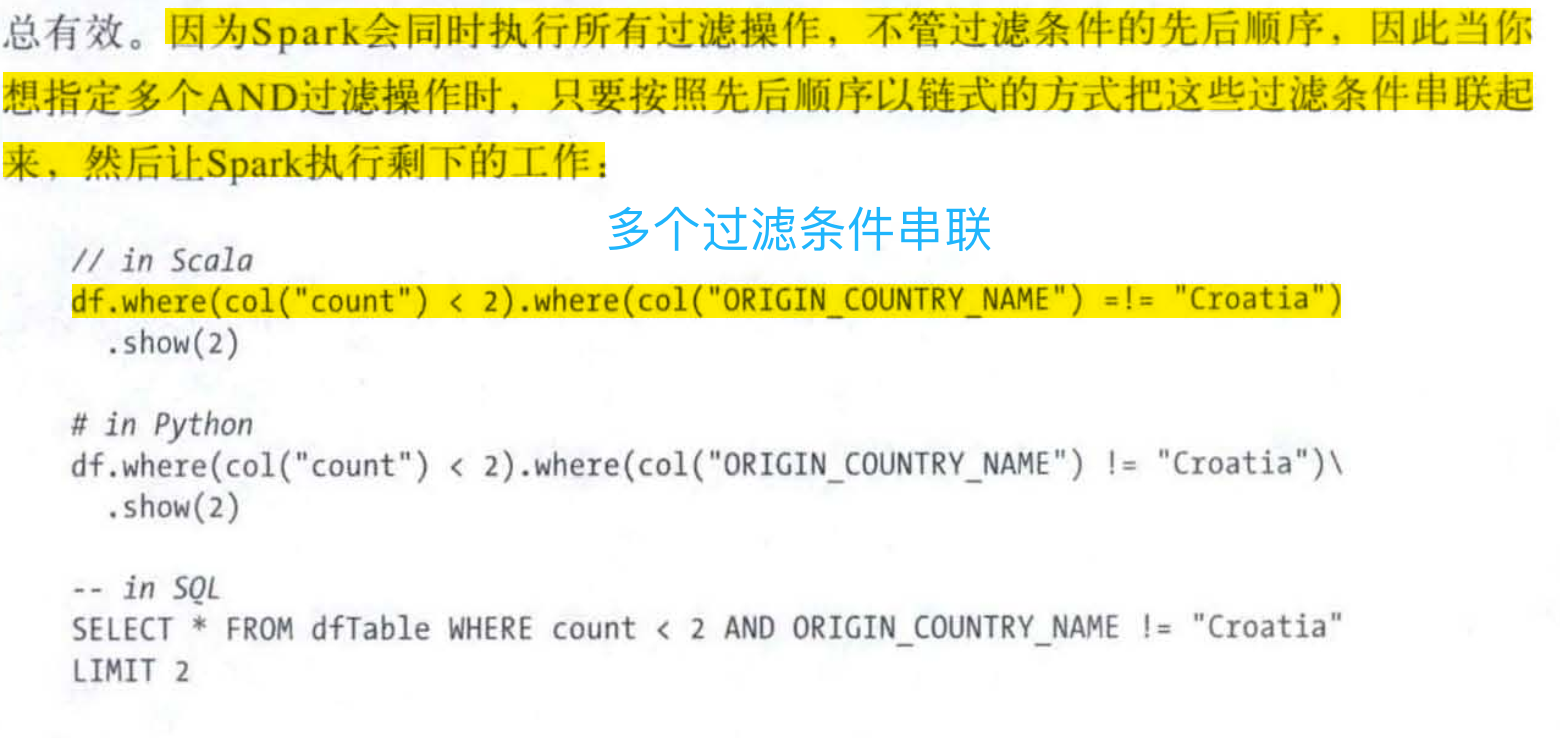 总有效。因为Spark会同时执行所有过滤操作，不管过滤条件的先后顺序，因此当你
想指定多个AND过滤操作时，只要按照先后顺序以链式的方式把这些过滤条件串联起
来，然后让Spark执行剩下的工作：
多个过滤条件串联
// in Scala
df.where(col("count") < 2).where(col("ORIGIN_COUNTRY_NAME") =!= "Croatia")
.show(2)
# in Python
df.where(col("count") < 2).where(col("ORIGIN_COUNTRY_NAME") != "Croatia")\
.show(2)
-- in SQL
SELECT * FROM dfTable WHERE count < 2 AND ORIGIN_COUNTRY_NAME != "Croatia"
LIMIT 2